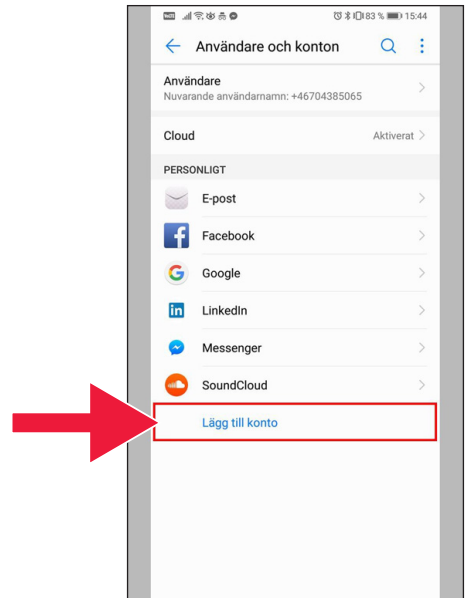 83 % 15:44
Användare och konton
Användare
Nuvarande användarnamn: +46704385065
Cloud Aktiverat
PERSONLIGT
E-post
Facebook
Google
in LinkedIn
Messenger
SoundCloud
Lägg till konto